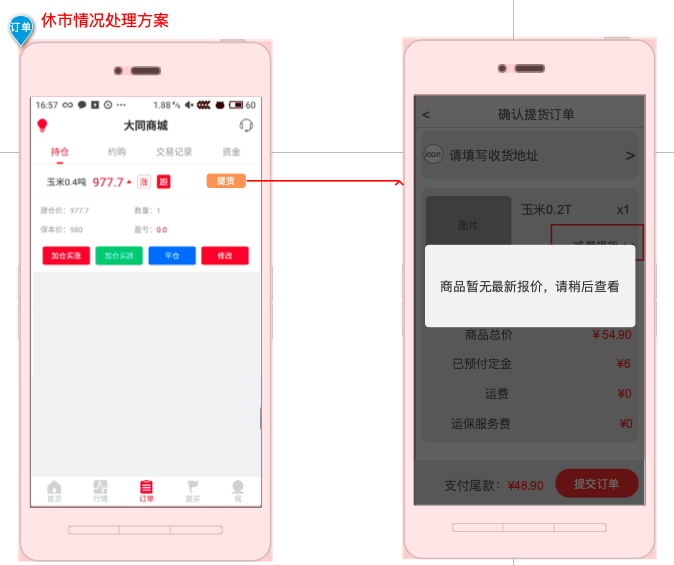 订单
休市情况处理方案
16:57
1.88
60
大同商城
持仓 约购 交易记录 资金
玉米0.4吨 977.7 涨 跟 提货
建仓价: 977.7 数量: 1
保本价: 980 盈亏: 0.0
加仓买涨 加仓买跌 平仓 修改
首页 行情 订单 跟买 我
< 确认提货订单
icon 请填写收货地址 >
图片 玉米0.2T x1
商品暂无最新报价，请稍后查看
商品总价 ¥54.90
已预付定金 ¥6
运费 ¥0
运保服务费 ¥0
支付尾款: ¥48.90 提交订单